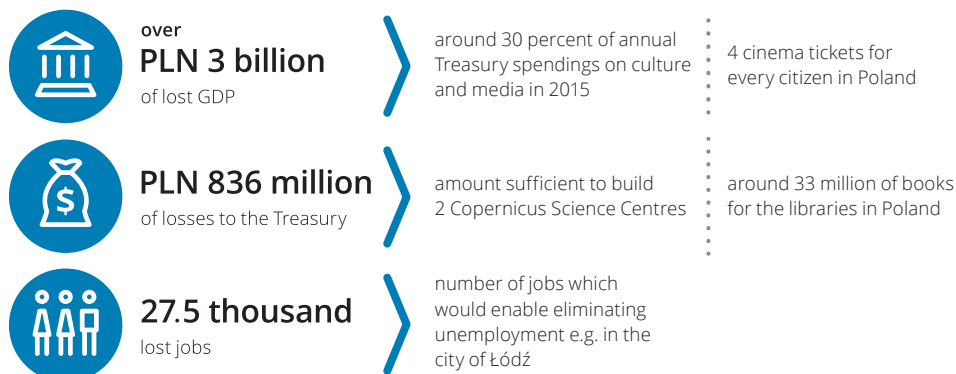 over
PLN 3 billion
of lost GDP
around 30 percent of annual
Treasury spendings on culture
and media in 2015
4 cinema tickets for
every citizen in Poland
PLN 836 million
of losses to the Treasury
amount sufficient to build
2 Copernicus Science Centres
around 33 million of books
for the libraries in Poland
27.5 thousand
lost jobs
number of jobs which
would enable eliminating
unemployment e.g. in the
city of Łódź
$